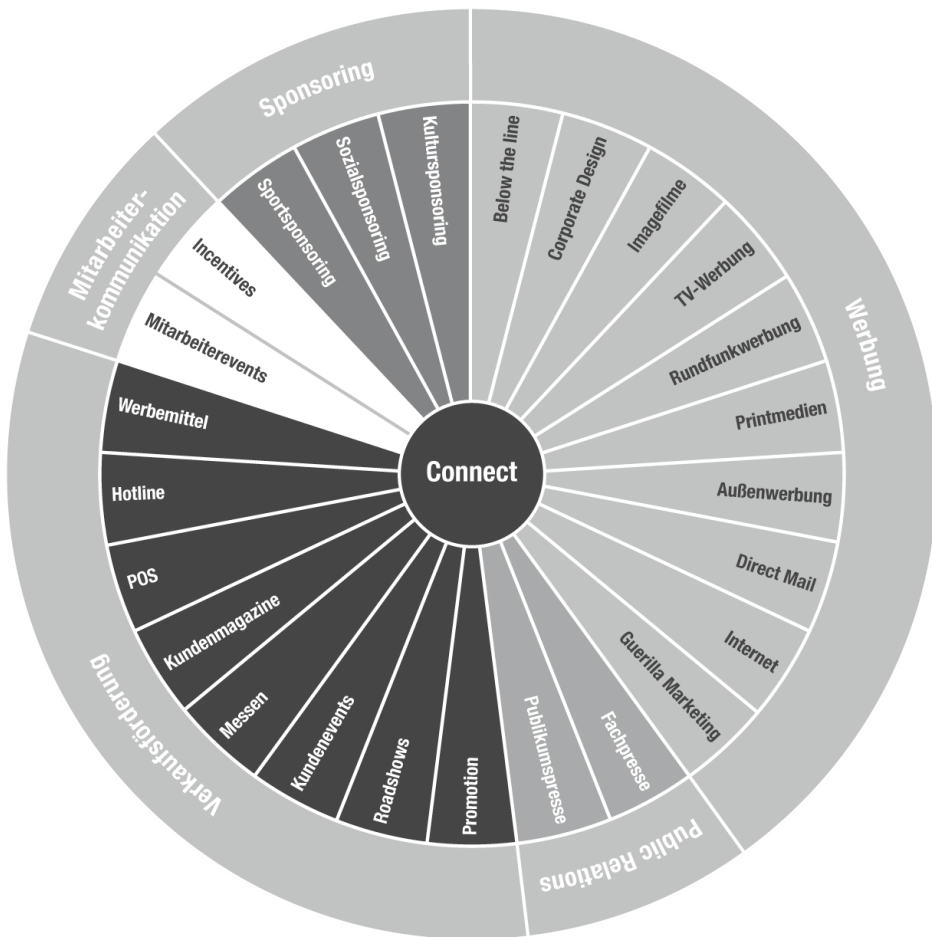 Sponsoring
Werbung
Public Relations
Verkaufsförderung
Mitarbeiter-
kommunikation
Below the line
Corporate Design
Imagefilme
TV-Werbung
Rundfunkwerbung
Printmedien
Außenwerbung
Direct Mail
Internet
Guerilla Marketing
Fachpresse
Publikumspresse
Promotion
Roadshows
Kundenevents
Messen
Kundenmagazine
POS
Hotline
Werbemittel
Mitarbeiterevents
Incentives
Sportsponsoring
Sozialsponsoring
Kultursponsoring
Connect